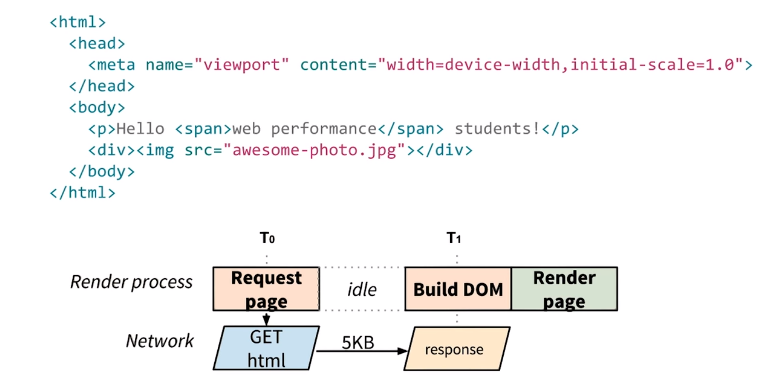 <html>
<head>
<meta name="viewport" content="width=device-width,initial-scale=1.0">
</head>
<body>
<p>Hello <span>web performance</span> students!</p>
<div><img src="awesome-photo.jpg"></div>
</body>
</html>
T₀ T₁
Render process
Request
page
idle
Build DOM
Render
page
Network
GET
html
5KB
response